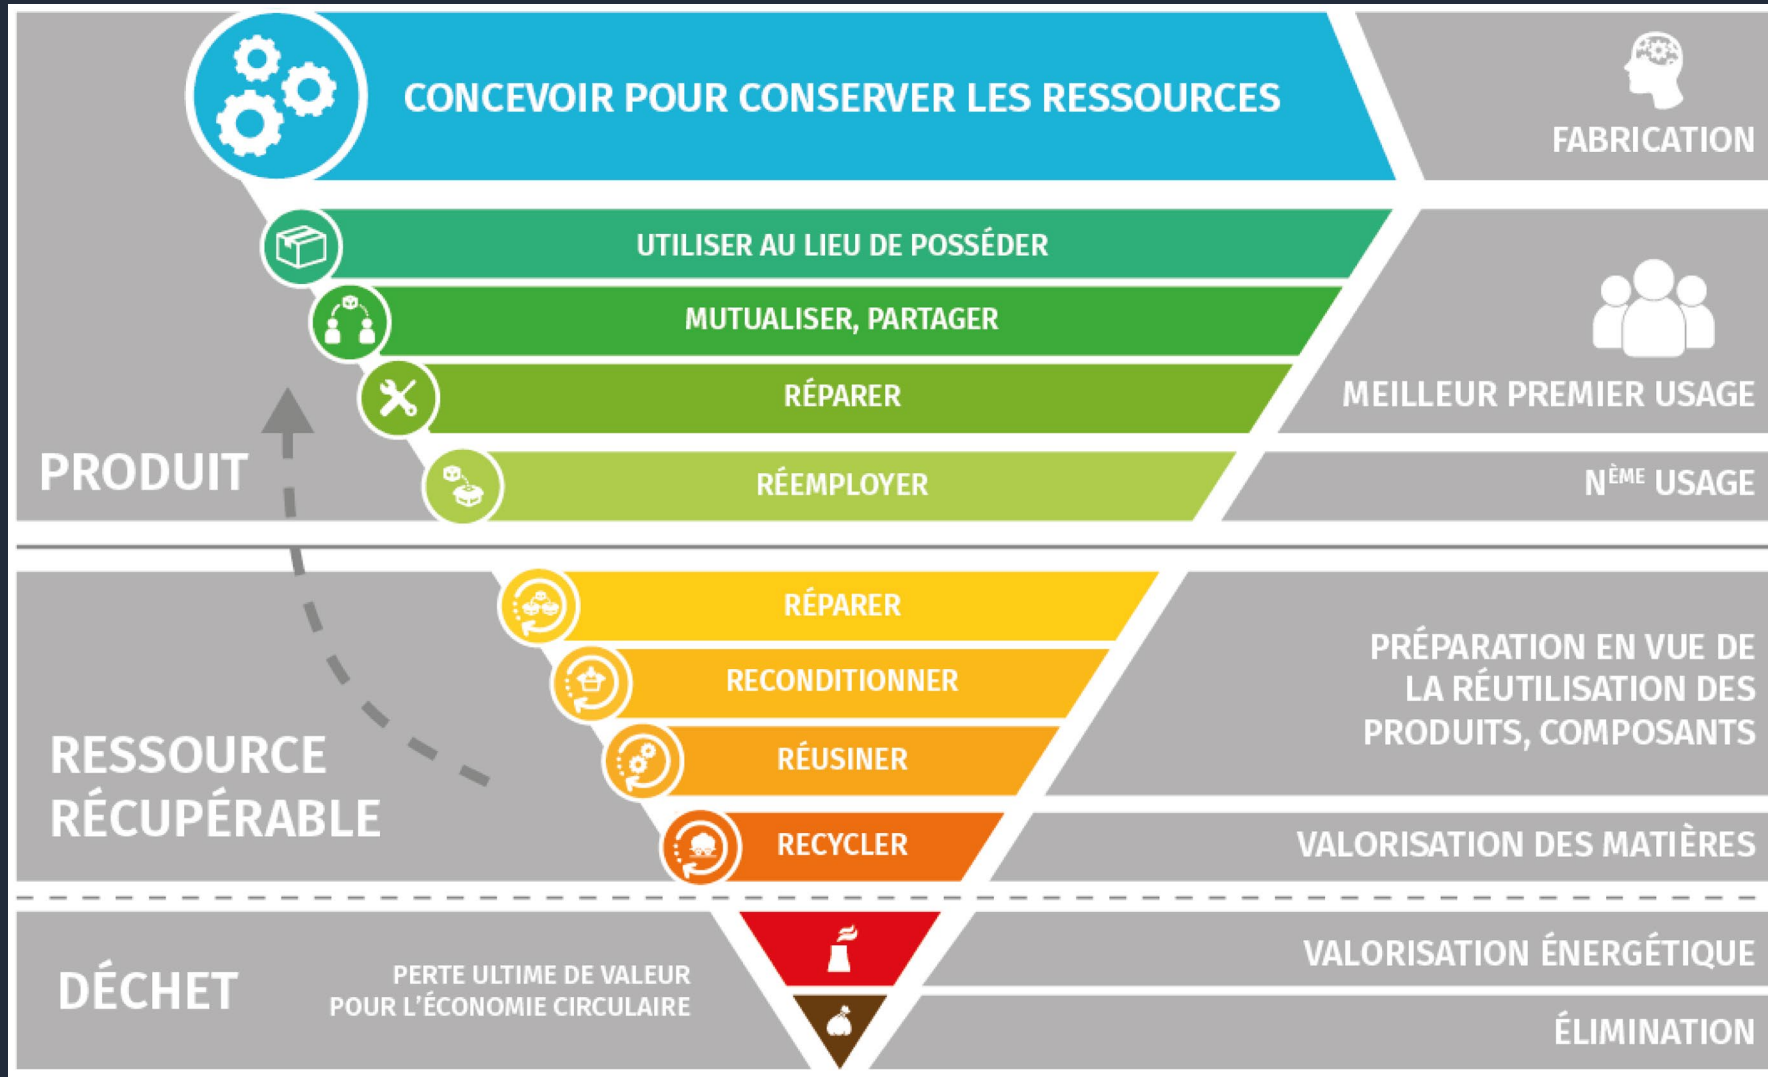 CONCEVOIR POUR CONSERVER LES RESSOURCES
FABRICATION
UTILISER AU LIEU DE POSSÉDER
MUTUALISER, PARTAGER
RÉPARER
MEILLEUR PREMIER USAGE
PRODUIT
RÉEMPLOYER
NÈME USAGE
RÉPARER
RECONDITIONNER
RÉUSINER
PRÉPARATION EN VUE DE
LA RÉUTILISATION DES
PRODUITS, COMPOSANTS
RESSOURCE
RÉCUPÉRABLE
RECYCLER
VALORISATION DES MATIÈRES
DÉCHET
PERTE ULTIME DE VALEUR
POUR L'ÉCONOMIE CIRCULAIRE
VALORISATION ÉNERGÉTIQUE
ÉLIMINATION